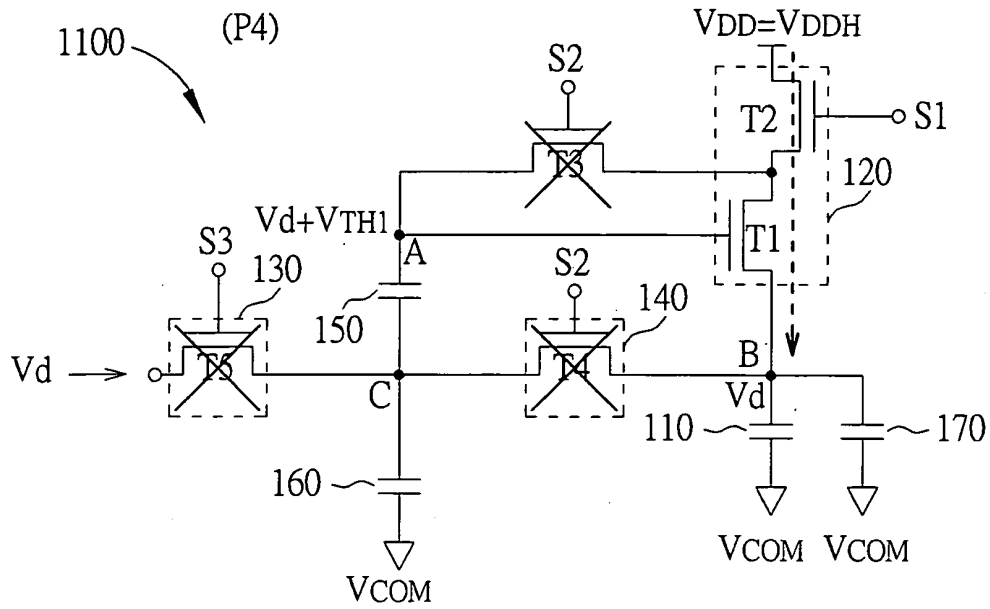 1100
(P4)
VDD=VDDH
S2
T2
S1
T3
120
Vd+VTH1
A
T1
S3
130
150
S2
140
Vd
T5
C
T4
B
Vd
110
170
160
VCOM
VCOM
VCOM